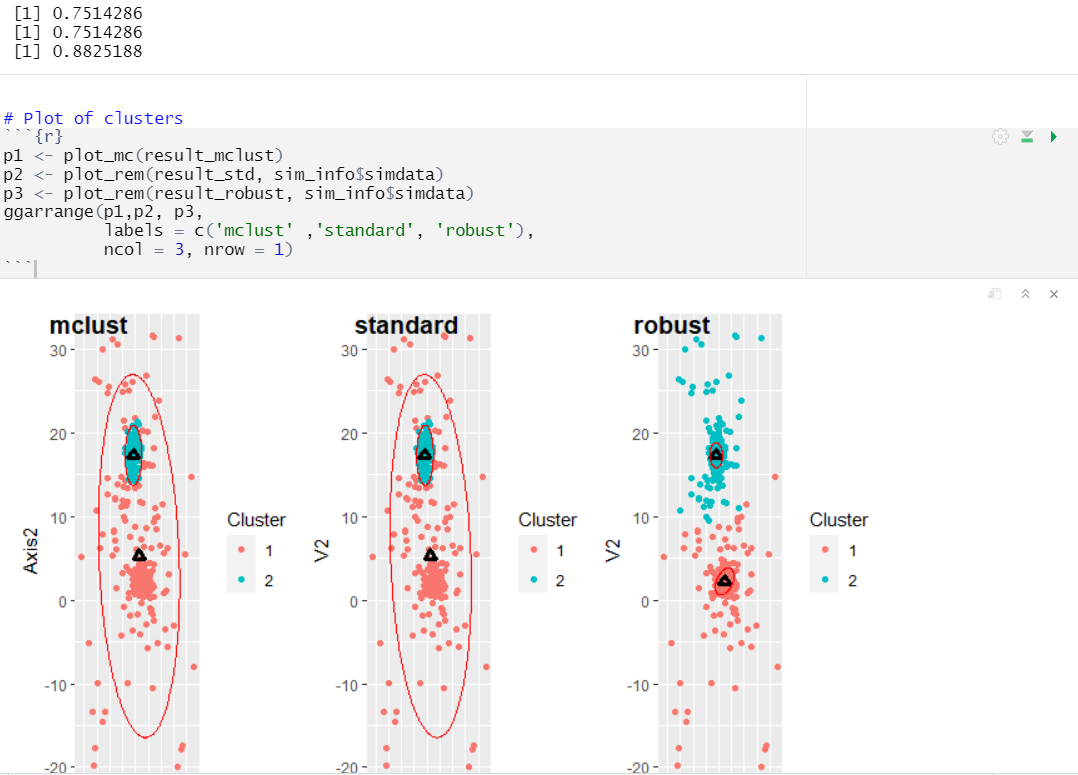 [1] 0.7514286
[1] 0.7514286
[1] 0.8825188
# Plot of clusters
```{r}
p1 <- plot_mc(result_mclust)
p2 <- plot_rem(result_std, sim_info$simdata)
p3 <- plot_rem(result_robust, sim_info$simdata)
ggarrange(p1,p2, p3,
labels = c('mclust' ,'standard', 'robust'),
ncol = 3, nrow = 1)
```
mclust
30
20
10
0
-10
-20
Axis2
Cluster
1
2
standard
30
20
10
0
-10
-20
V2
Cluster
1
2
robust
30
20
10
0
-10
-20
V2
Cluster
1
2